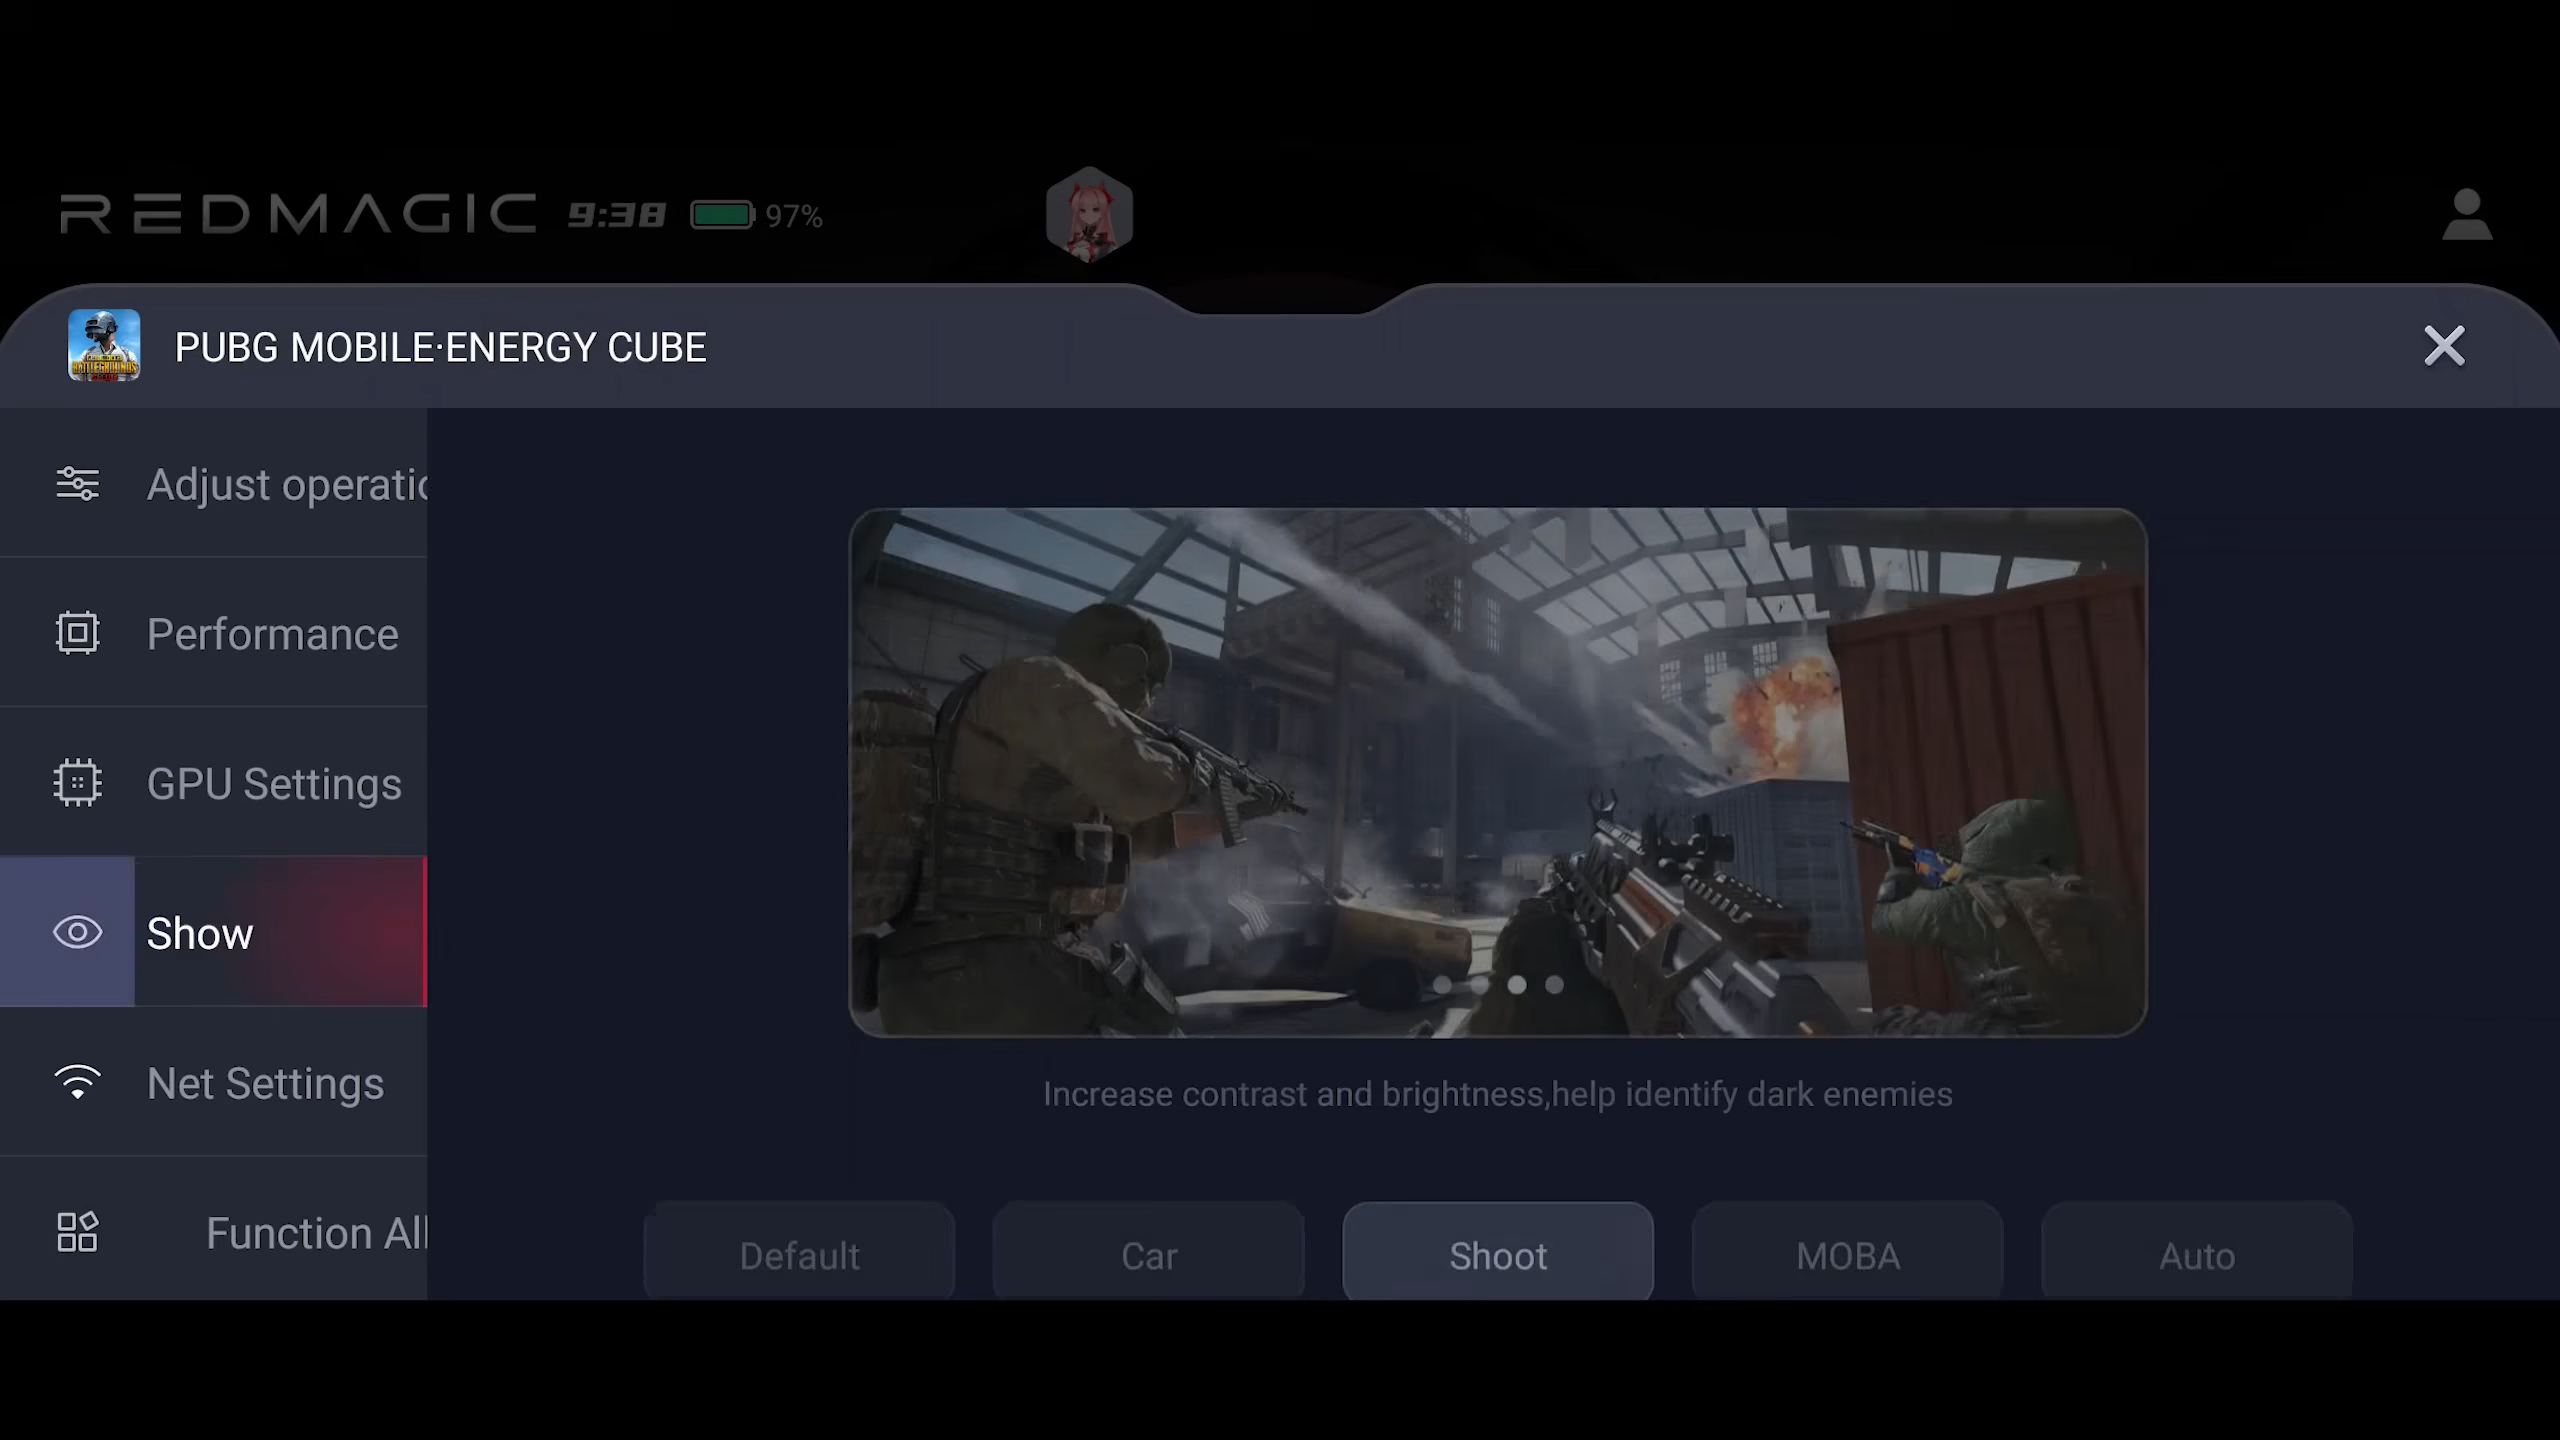 REDMAGIC 9:38 97%
PUBG MOBILE·ENERGY CUBE
Adjust operatio
Performance
GPU Settings
Show
Net Settings
Function All
Increase contrast and brightness,help identify dark enemies
Default Car Shoot MOBA Auto